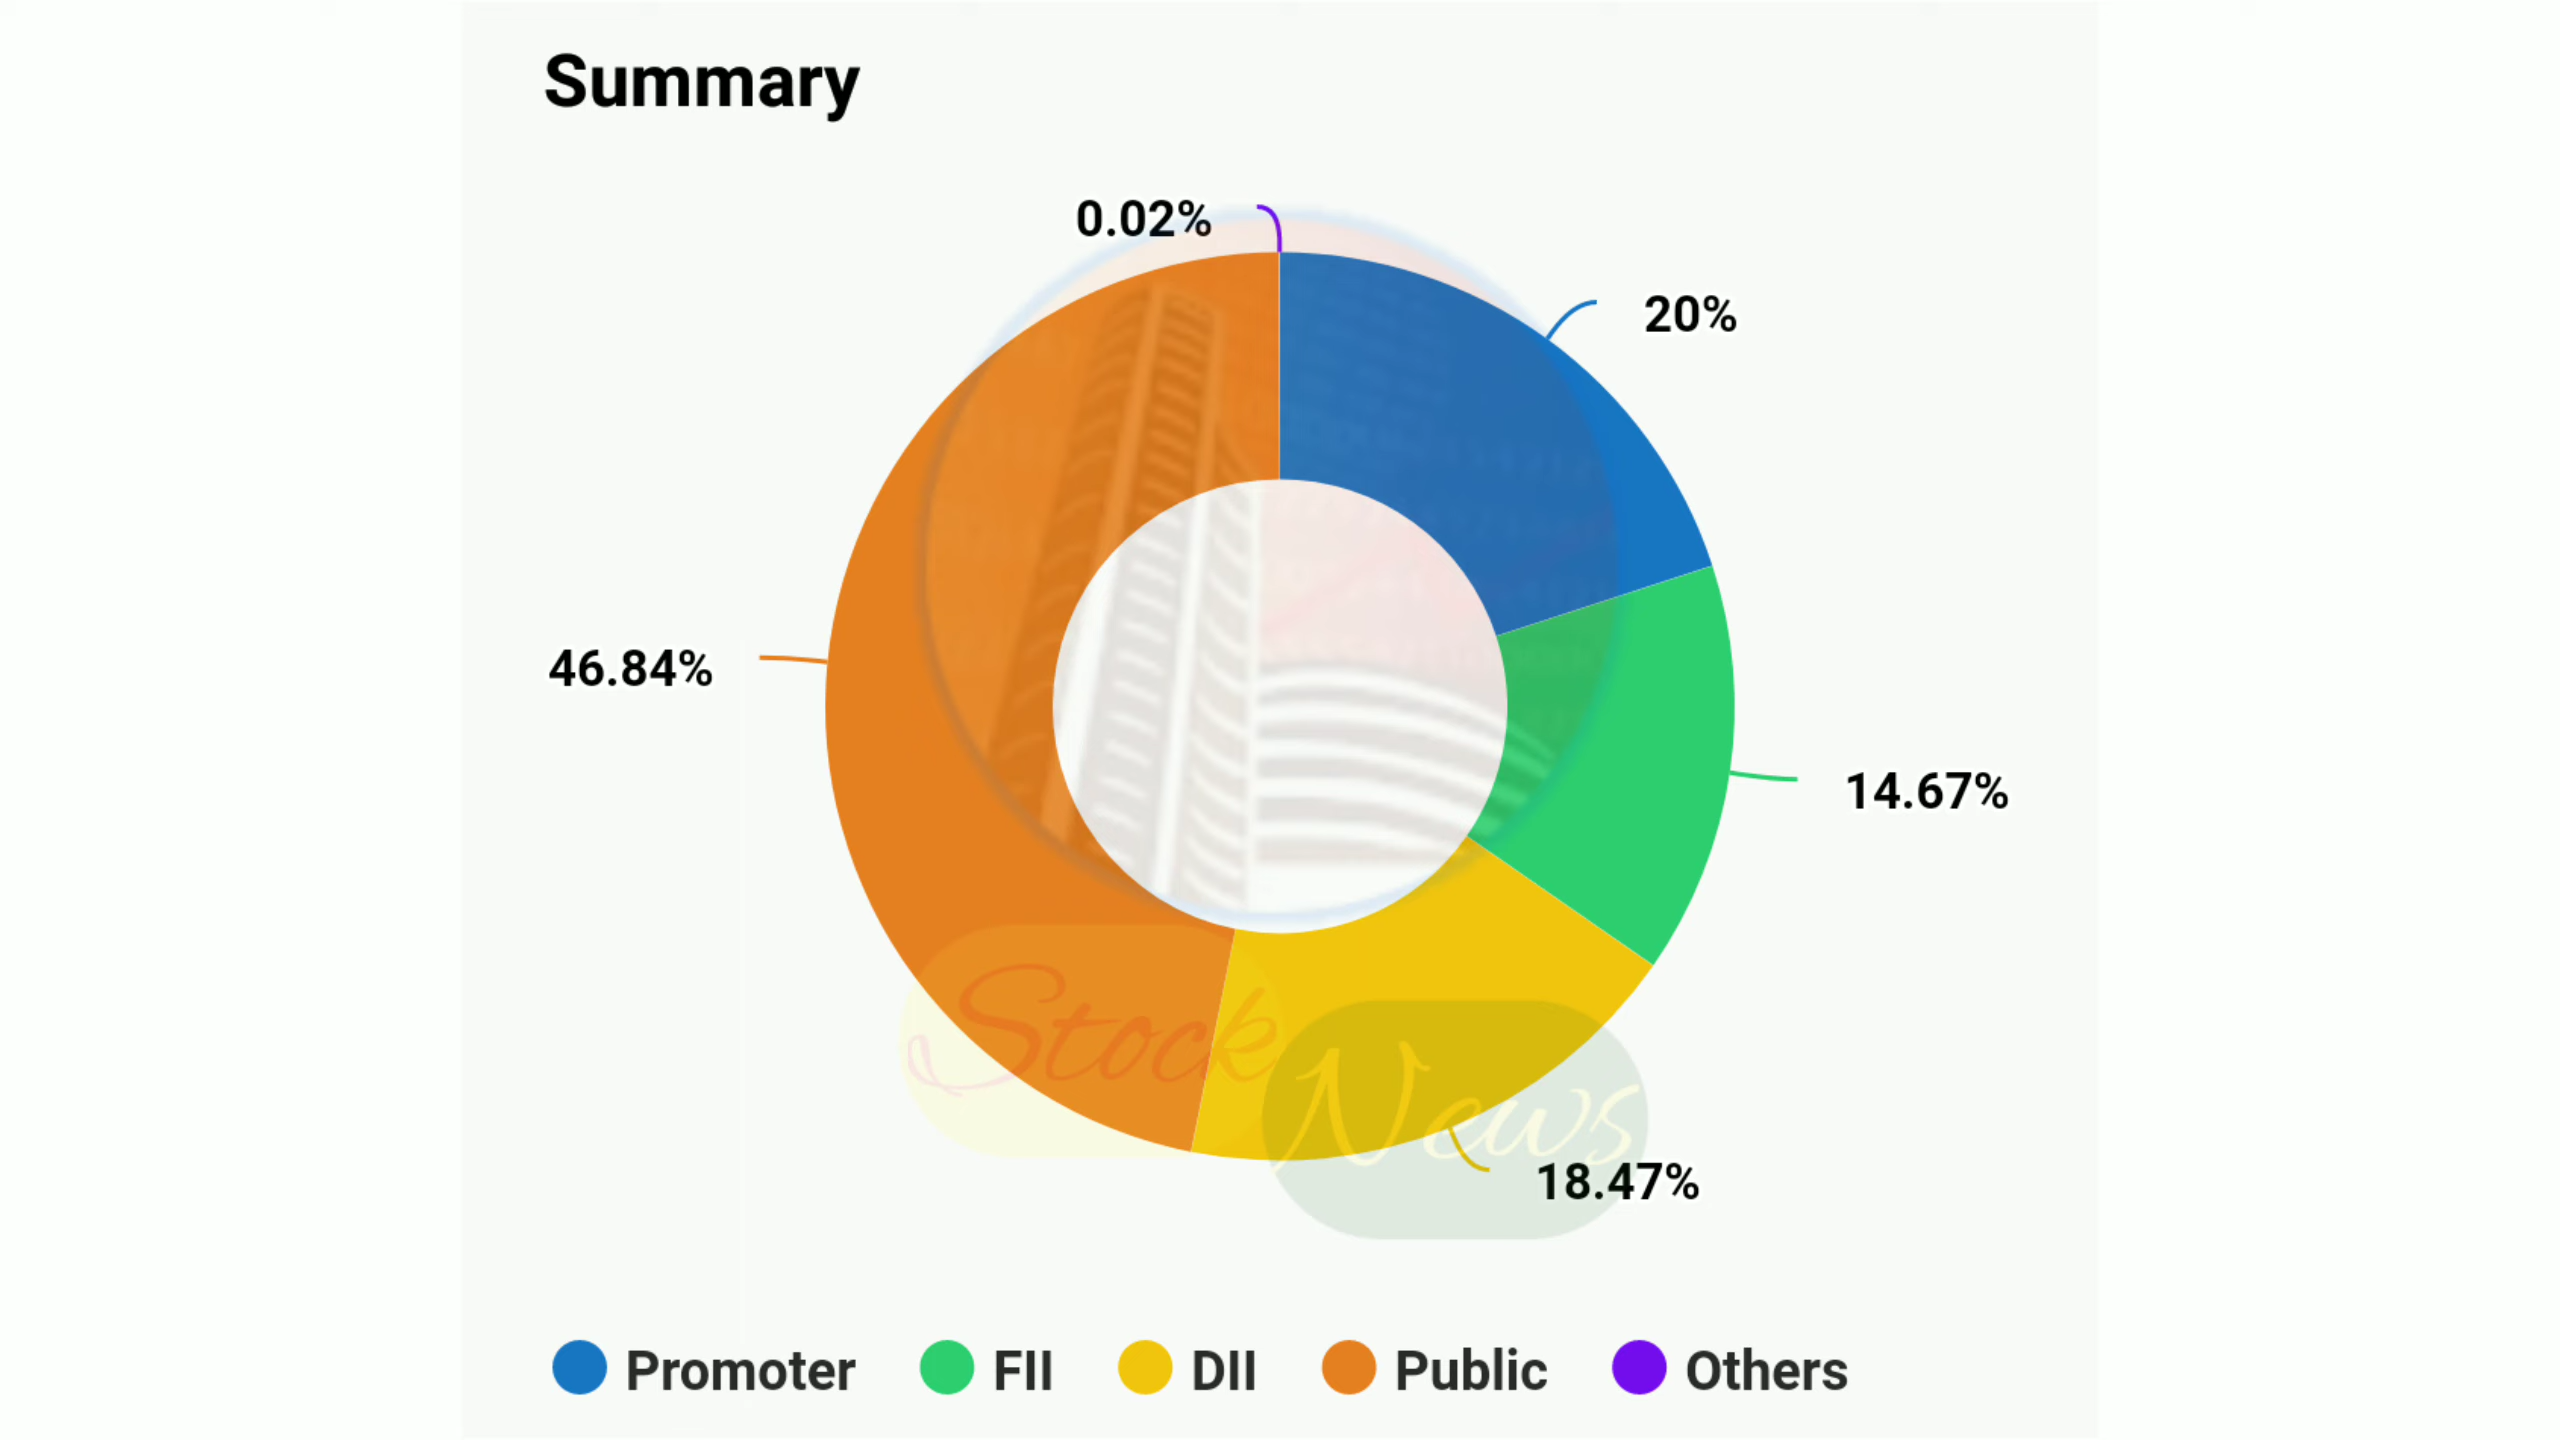 Summary
0.02%
20%
46.84%
14.67%
Stock
News
18.47%
Promoter FII DII Public Others